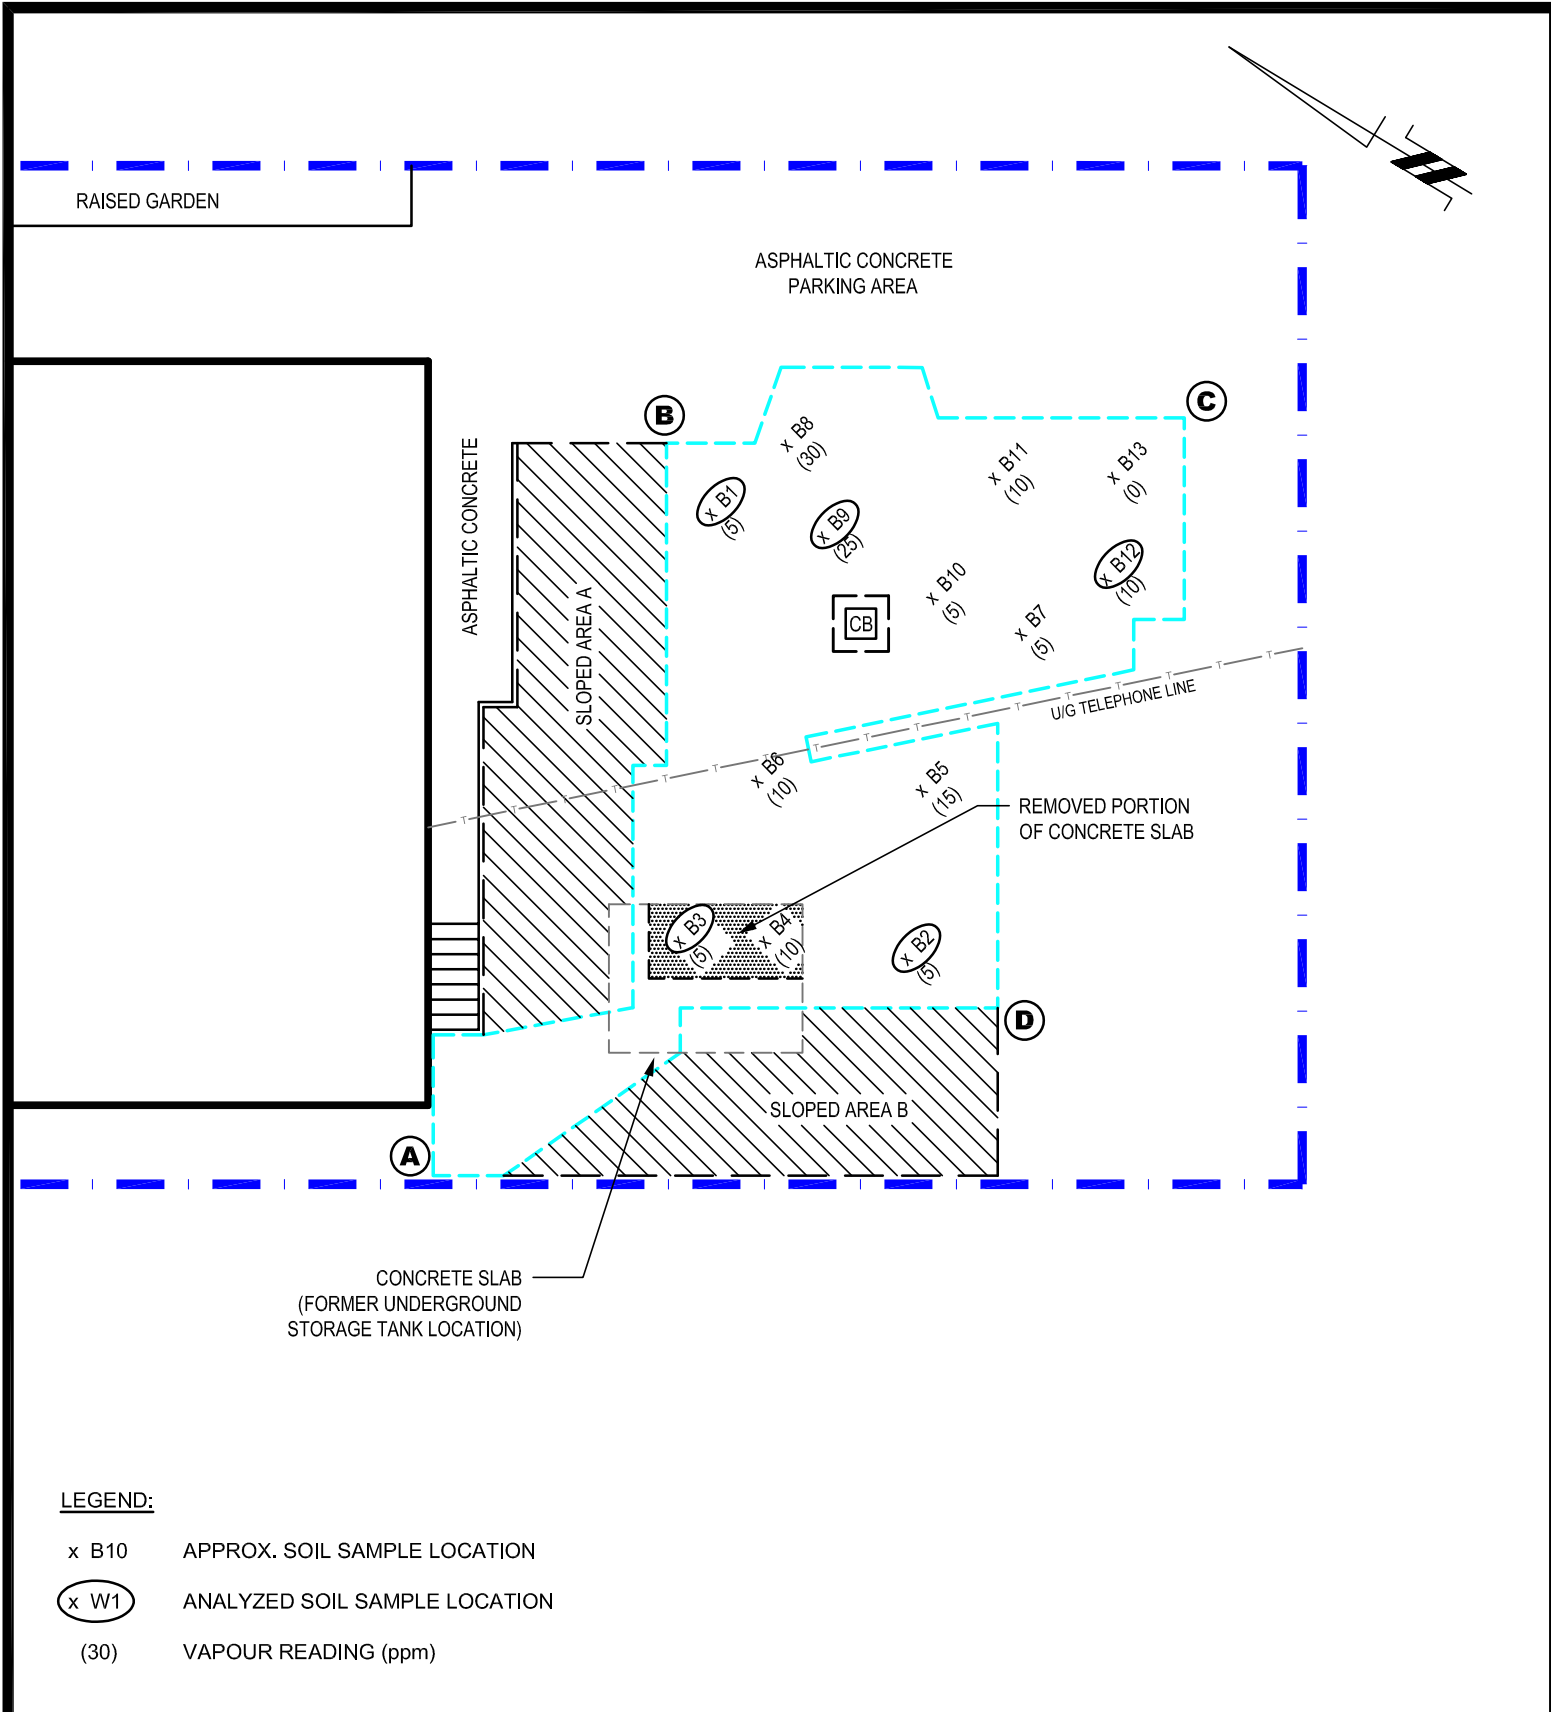 RAISED GARDEN
ASPHALTIC CONCRETE
PARKING AREA
B
C
ASPHALTIC CONCRETE
SLOPED AREA A
x B8
(30)
x B11
(10)
x B13
(0)
x B1
(5)
x B9
(25)
x B12
(10)
x B10
(5)
CB
x B7
(5)
T T T T T T T T T T T T T T T T T
U/G TELEPHONE LINE
x B6
(10)
x B5
(15)
REMOVED PORTION
OF CONCRETE SLAB
x B3
(5)
x B4
(10)
x B2
(5)
D
SLOPED AREA B
A
CONCRETE SLAB
(FORMER UNDERGROUND
STORAGE TANK LOCATION)
LEGEND:
x B10 APPROX. SOIL SAMPLE LOCATION
x W1 ANALYZED SOIL SAMPLE LOCATION
(30) VAPOUR READING (ppm)